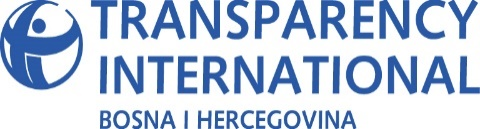 TRANSPARENCY
INTERNATIONAL
BOSNA I HERCEGOVINA